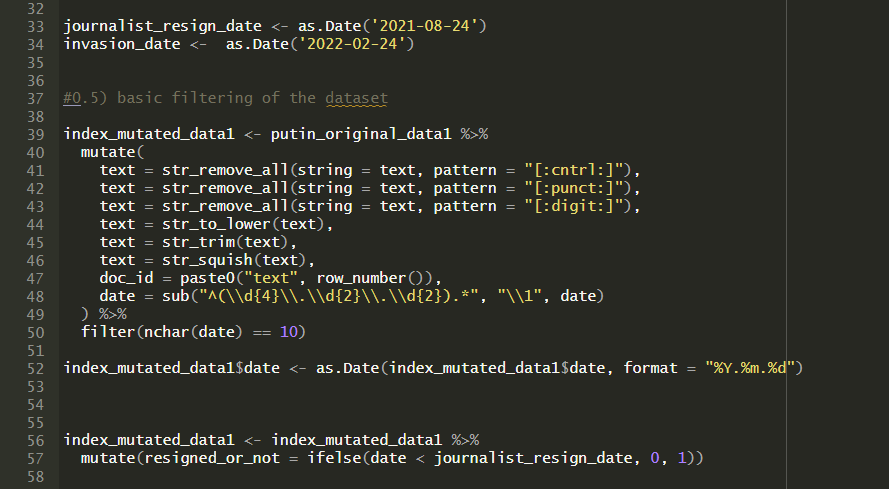 32
33 journalist_resign_date <- as.Date('2021-08-24')
34 invasion_date <-  as.Date('2022-02-24')
35
36
37 #0.5) basic filtering of the dataset
38
39 index_mutated_data1 <- putin_original_data1 %>%
40   mutate(
41     text = str_remove_all(string = text, pattern = "[:cntrl:]"),
42     text = str_remove_all(string = text, pattern = "[:punct:]"),
43     text = str_remove_all(string = text, pattern = "[:digit:]"),
44     text = str_to_lower(text),
45     text = str_trim(text),
46     text = str_squish(text),
47     doc_id = paste0("text", row_number()),
48     date = sub("^(\\d{4}\\.\\d{2}\\.\\d{2}).*", "\\1", date)
49   ) %>%
50   filter(nchar(date) == 10)
51
52 index_mutated_data1$date <- as.Date(index_mutated_data1$date, format = "%Y.%m.%d")
53
54
55
56 index_mutated_data1 <- index_mutated_data1 %>%
57   mutate(resigned_or_not = ifelse(date < journalist_resign_date, 0, 1))
58